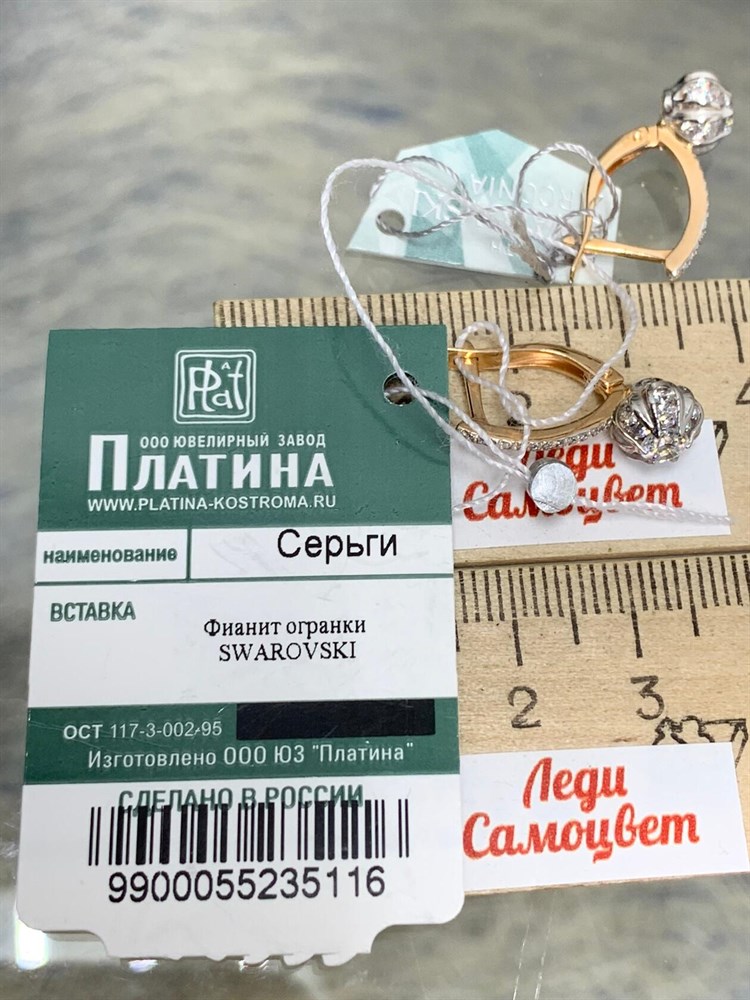 Plat
ООО ЮВЕЛИРНЫЙ ЗАВОД
ПЛАТИНА
WWW.PLATINA-KOSTROMA.RU
наименование
Серьги
ВСТАВКА
Фианит огранки
SWAROVSKI
ОСТ 117-3-002-95
Изготовлено ООО ЮЗ "Платина"
СДЕЛАНО В РОССИИ
9900055235116
4
Леди
Самоцвет
2
3
Леди
Самоцвет